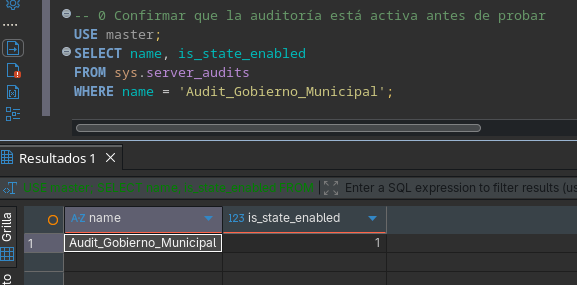 -- 0 Confirmar que la auditoría está activa antes de probar
USE master;
SELECT name, is_state_enabled
FROM sys.server_audits
WHERE name = 'Audit_Gobierno_Municipal';
Resultados 1
USE master; SELECT name, is_state_enabled FROM
Enter a SQL expression to filter results (us
Grilla
A-Z name
123 is_state_enabled
1
Audit_Gobierno_Municipal
1